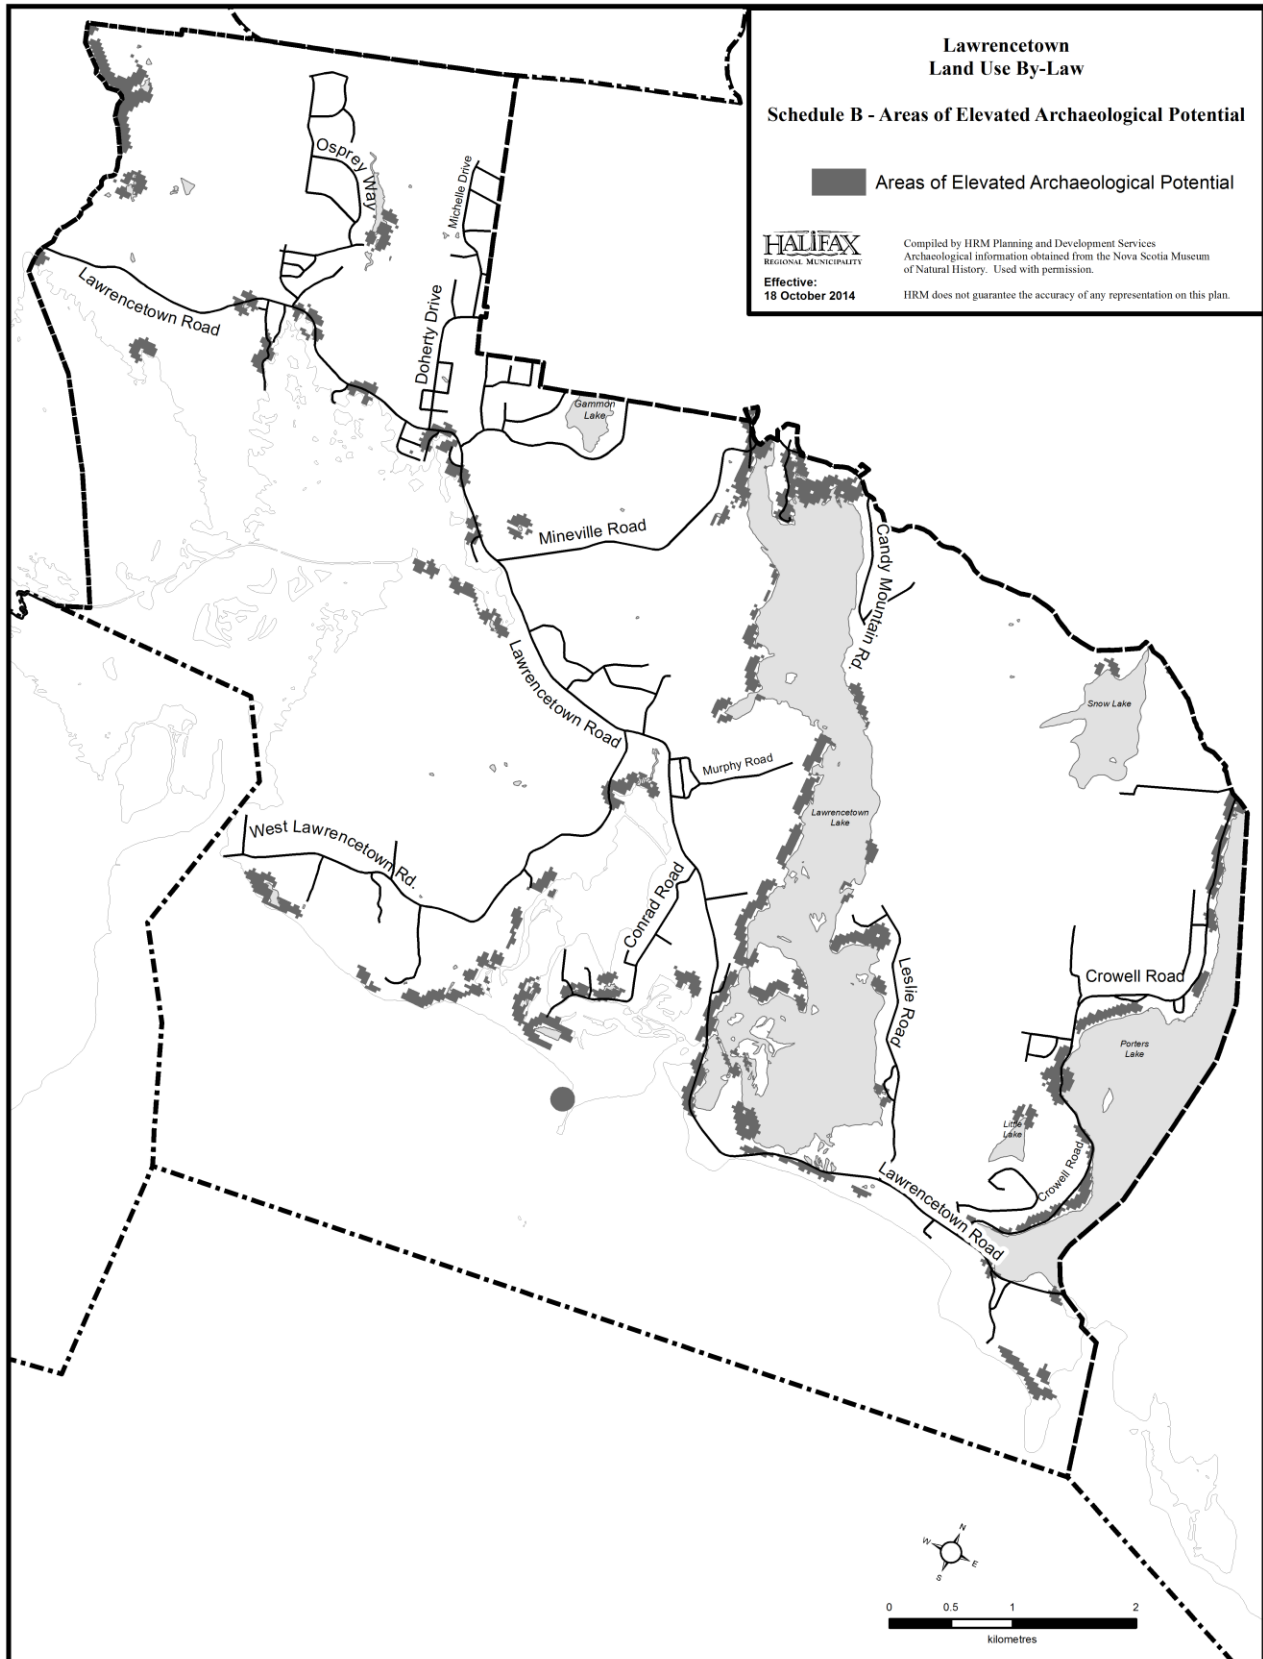 Lawrencetown
Land Use By-Law
Schedule B - Areas of Elevated Archaeological Potential
Areas of Elevated Archaeological Potential
HALIFAX
REGIONAL MUNICIPALITY
Effective:
18 October 2014
Compiled by HRM Planning and Development Services
Archaeological information obtained from the Nova Scotia Museum
of Natural History. Used with permission.
HRM does not guarantee the accuracy of any representation on this plan.
Osprey Way
Michelle Drive
Lawrencetown Road
Doherty Drive
Gammon
Lake
Mineville Road
Candy Mountain Rd.
Lawrencetown Road
Snow Lake
Murphy Road
Lawrencetown
Lake
West Lawrencetown Rd.
Conrad Road
Leslie Road
Crowell Road
Porters
Lake
Little
Lake
Crowell Road
Lawrencetown Road
N
W
E
S
0 0.5 1 2
kilometres